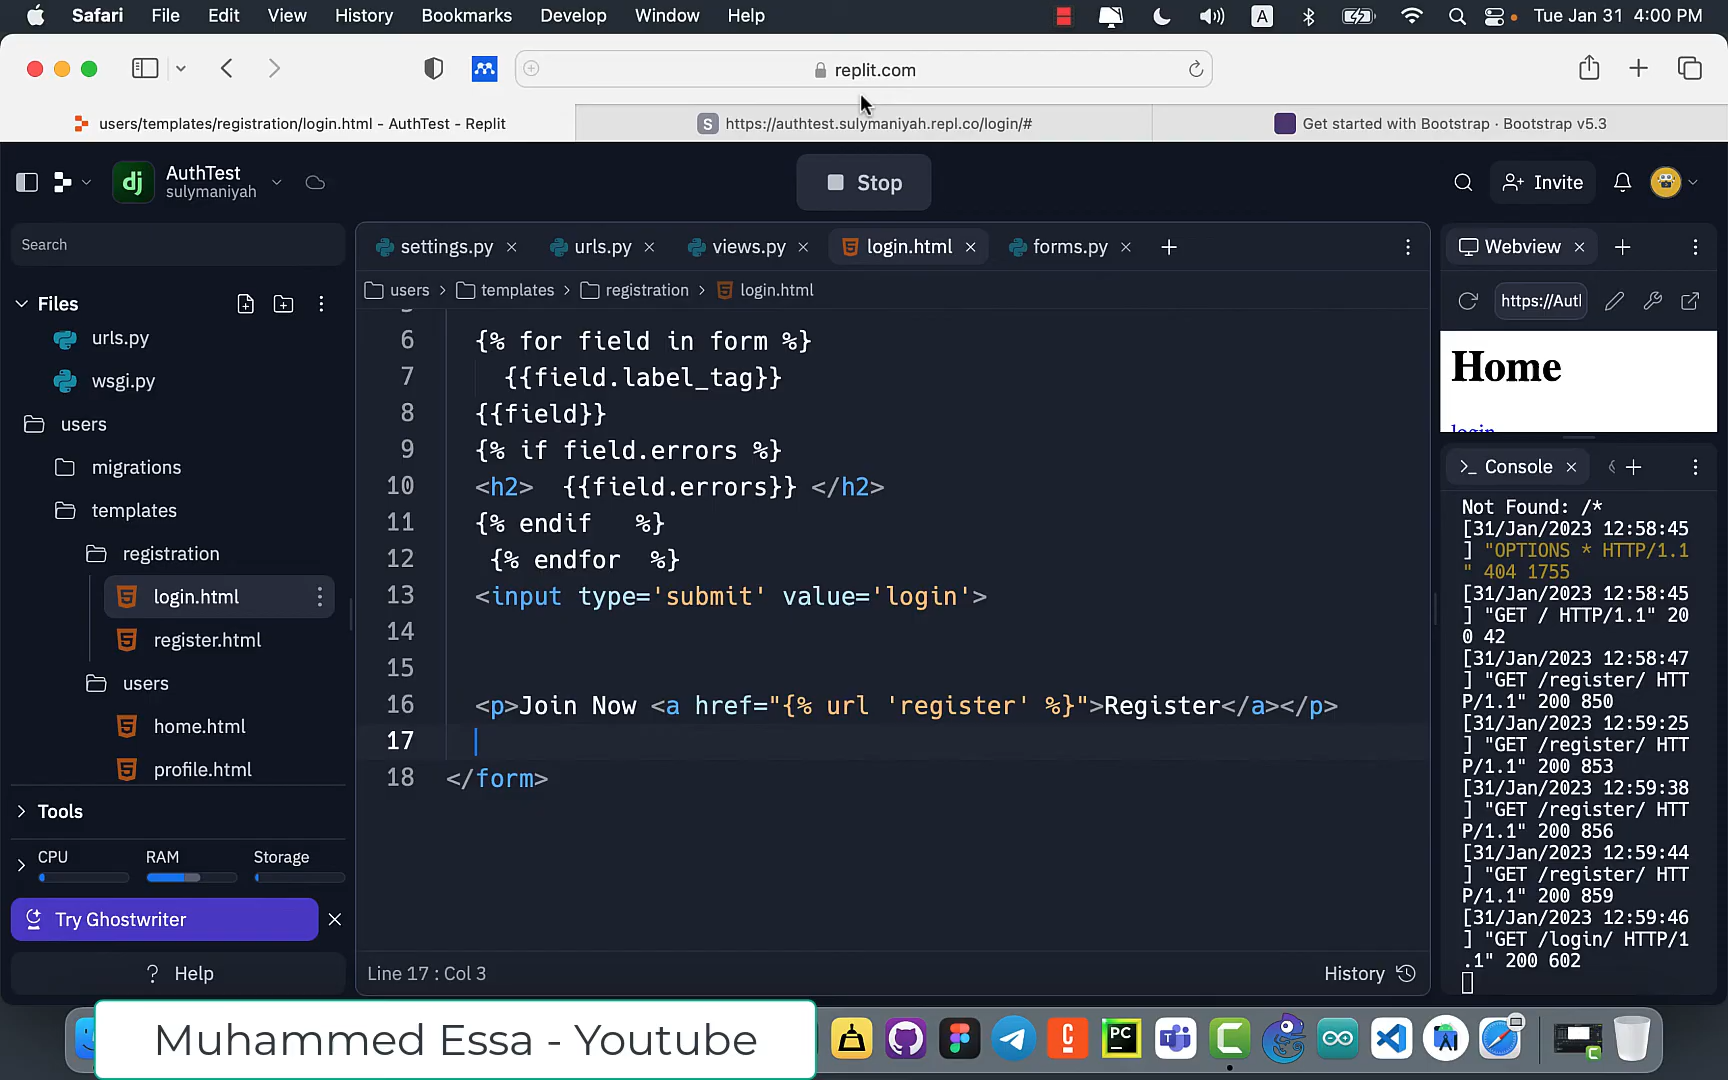 Safari File Edit View History Bookmarks Develop Window Help A Tue Jan 31 4:00 PM
replit.com
users/templates/registration/login.html - AuthTest - Replit
S https://authtest.sulymaniyah.repl.co/login/#
Get started with Bootstrap · Bootstrap v5.3
dj AuthTest
sulymaniyah
Stop
Invite
Search
settings.py
urls.py
views.py
login.html
forms.py
Webview
Files
users > templates > registration > login.html
https://Autl
urls.py
wsgi.py
users
migrations
templates
registration
login.html
register.html
users
home.html
profile.html
Tools
CPU RAM Storage
Try Ghostwriter
? Help
6 {% for field in form %}
7 {{field.label_tag}}
8 {{field}}
9 {% if field.errors %}
10 <h2> {{field.errors}} </h2>
11 {% endif %}
12 {% endfor %}
13 <input type='submit' value='login'>
14
15
16 <p>Join Now <a href="{% url 'register' %}">Register</a></p>
17
18 </form>
Line 17 : Col 3
History
Home
login
Console
Not Found: /*
[31/Jan/2023 12:58:45
] "OPTIONS * HTTP/1.1
" 404 1755
[31/Jan/2023 12:58:45
] "GET / HTTP/1.1" 20
0 42
[31/Jan/2023 12:58:47
] "GET /register/ HTT
P/1.1" 200 850
[31/Jan/2023 12:59:25
] "GET /register/ HTT
P/1.1" 200 853
[31/Jan/2023 12:59:38
] "GET /register/ HTT
P/1.1" 200 856
[31/Jan/2023 12:59:44
] "GET /register/ HTT
P/1.1" 200 859
[31/Jan/2023 12:59:46
] "GET /login/ HTTP/1
.1" 200 602
Muhammed Essa - Youtube
PC